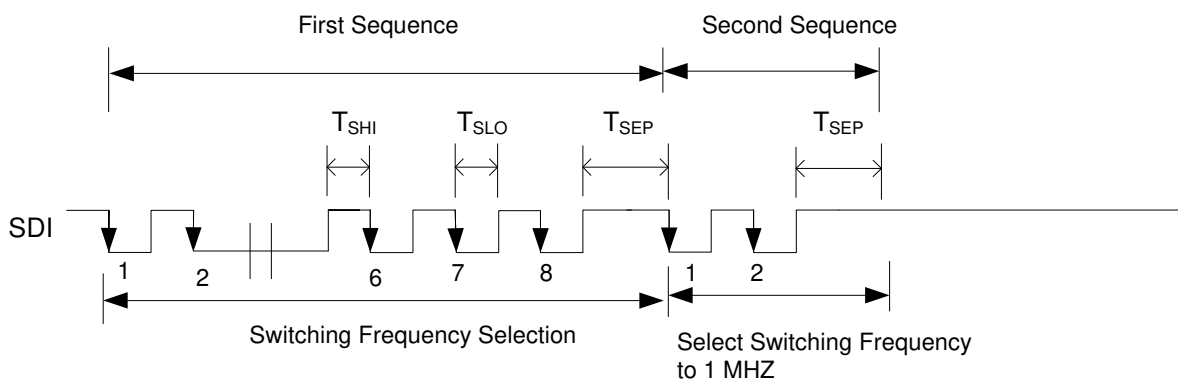 First Sequence
Second Sequence
TSHI
TSLO
TSEP
TSEP
SDI
1
2
6
7
8
1
2
Switching Frequency Selection
Select Switching Frequency
to 1 MHZ